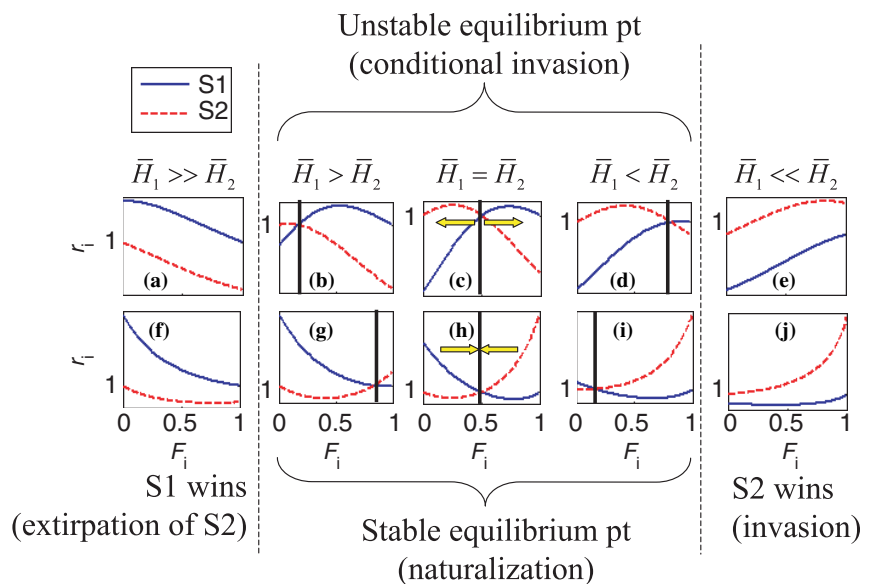 Unstable equilibrium pt
(conditional invasion)
S1
S2
H̅₁ >> H̅₂
H̅₁ > H̅₂
H̅₁ = H̅₂
H̅₁ < H̅₂
H̅₁ << H̅₂
rᵢ
1
(a)
1
(b)
1
(c)
1
(d)
1
(e)
rᵢ
1
(f)
1
(g)
1
(h)
1
(i)
1
(j)
0 0.5 1
0 0.5 1
0 0.5 1
0 0.5 1
0 0.5 1
Fᵢ
Fᵢ
Fᵢ
Fᵢ
Fᵢ
S1 wins
(extirpation of S2)
Stable equilibrium pt
(naturalization)
S2 wins
(invasion)